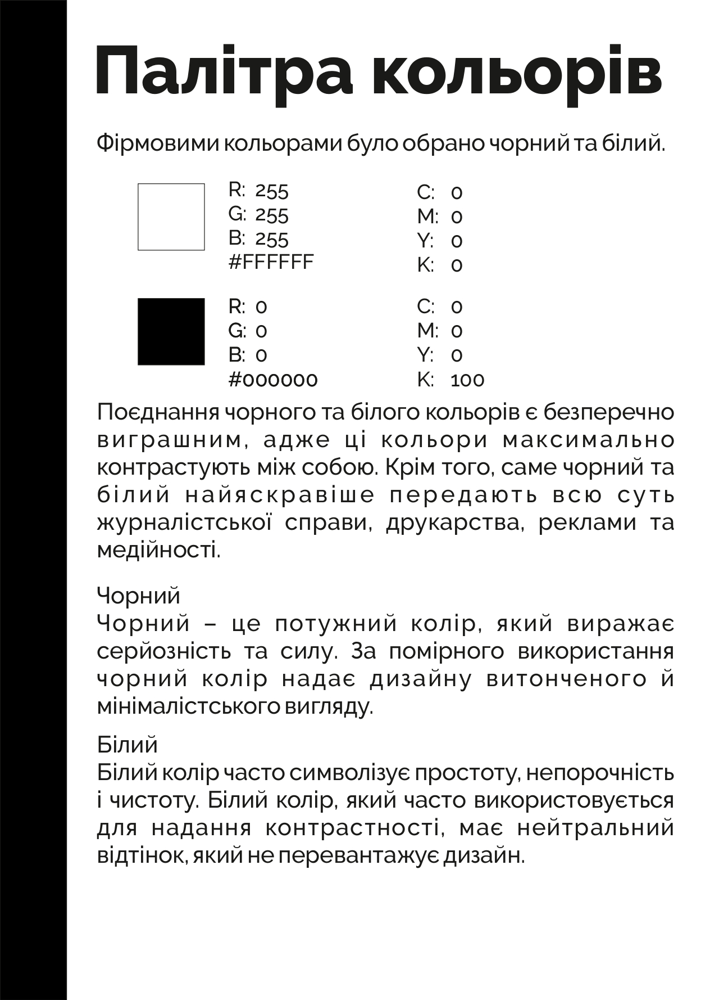 Палітра кольорів
Фірмовими кольорами було обрано чорний та білий.
R: 255
G: 255
B: 255
#FFFFFF
C: 0
M: 0
Y: 0
K: 0
R: 0
G: 0
B: 0
#000000
C: 0
M: 0
Y: 0
K: 100
Поєднання чорного та білого кольорів є безперечно
виграшним, адже ці кольори максимально
контрастують між собою. Крім того, саме чорний та
білий найяскравіше передають всю суть
журналістської справи, друкарства, реклами та
медійності.
Чорний
Чорний – це потужний колір, який виражає
серйозність та силу. За помірного використання
чорний колір надає дизайну витонченого й
мінімалістського вигляду.
Білий
Білий колір часто символізує простоту, непорочність
і чистоту. Білий колір, який часто використовується
для надання контрастності, має нейтральний
відтінок, який не перевантажує дизайн.